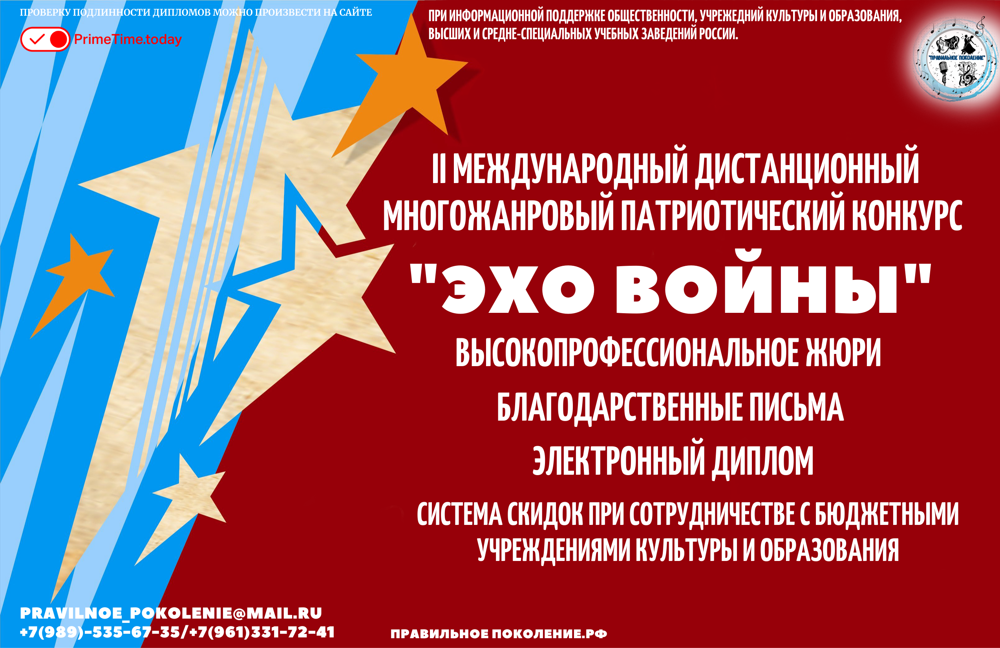 ПРОВЕРКУ ПОДЛИННОСТИ ДИПЛОМОВ МОЖНО ПРОИЗВЕСТИ НА САЙТЕ
PrimeTime.today
ПРИ ИНФОРМАЦИОННОЙ ПОДДЕРЖКЕ ОБЩЕСТВЕННОСТИ, УЧРЕЖЕДНИЙ КУЛЬТУРЫ И ОБРАЗОВАНИЯ,
ВЫСШИХ И СРЕДНЕ-СПЕЦИАЛЬНЫХ УЧЕБНЫХ ЗАВЕДЕНИЙ РОССИИ.
"ПРАВИЛЬНОЕ ПОКОЛЕНИЕ"
II МЕЖДУНАРОДНЫЙ ДИСТАНЦИОННЫЙ
МНОГОЖАНРОВЫЙ ПАТРИОТИЧЕСКИЙ КОНКУРС
"ЭХО ВОЙНЫ"
ВЫСОКОПРОФЕССИОНАЛЬНОЕ ЖЮРИ
БЛАГОДАРСТВЕННЫЕ ПИСЬМА
ЭЛЕКТРОННЫЙ ДИПЛОМ
СИСТЕМА СКИДОК ПРИ СОТРУДНИЧЕСТВЕ С БЮДЖЕТНЫМИ
УЧРЕЖДЕНИЯМИ КУЛЬТУРЫ И ОБРАЗОВАНИЯ
PRAVILNOE_POKOLENIE@MAIL.RU
+7(989)-535-67-35/+7(961)331-72-41
ПРАВИЛЬНОЕ ПОКОЛЕНИЕ.РФ